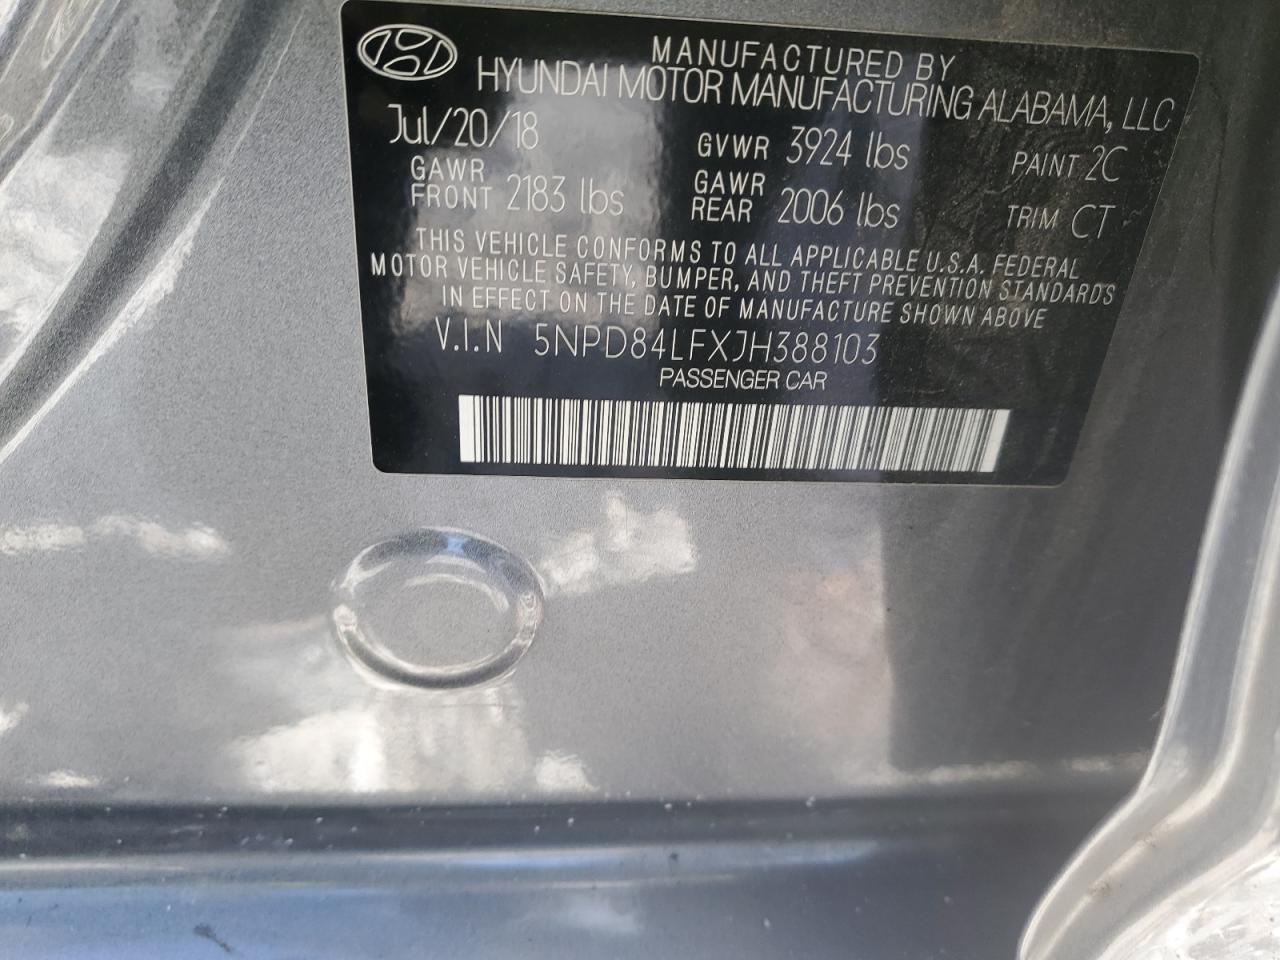 MANUFACTURED BY
HYUNDAI MOTOR MANUFACTURING ALABAMA, LLC
Jul/20/18 GVWR 3924 lbs PAINT 2C
GAWR FRONT 2183 lbs GAWR REAR 2006 lbs TRIM CT
THIS VEHICLE CONFORMS TO ALL APPLICABLE U.S.A. FEDERAL
MOTOR VEHICLE SAFETY, BUMPER, AND THEFT PREVENTION STANDARDS
IN EFFECT ON THE DATE OF MANUFACTURE SHOWN ABOVE
V.I.N 5NPD84LFXJH388103
PASSENGER CAR